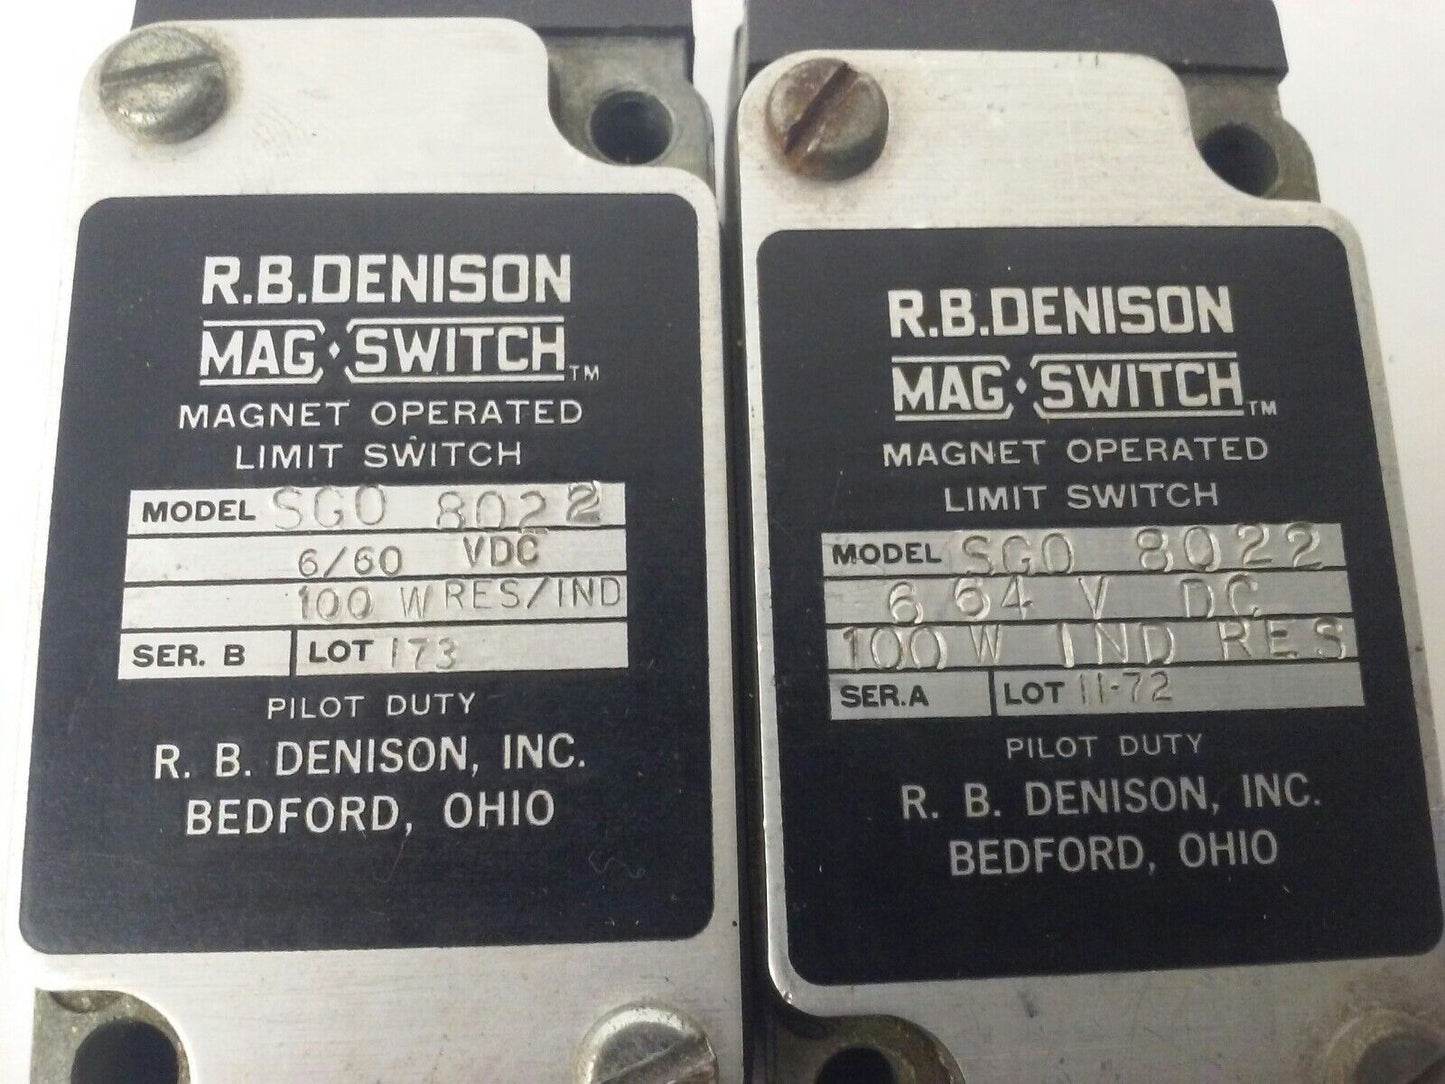 R.B.DENISON
MAG·SWITCH™
MAGNET OPERATED
LIMIT SWITCH
MODEL SGO 8022
6/60 VDC
100 W RES/IND
SER. B LOT 173
PILOT DUTY
R. B. DENISON, INC.
BEDFORD, OHIO
R.B.DENISON
MAG·SWITCH™
MAGNET OPERATED
LIMIT SWITCH
MODEL SGO 8022
6 64 V DC
100 W IND RES
SER.A LOT 11-72
PILOT DUTY
R. B. DENISON, INC.
BEDFORD, OHIO